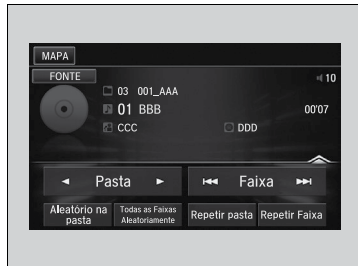 MAPA
FONTE
10
03 001_AAA
01 BBB
00'07
CCC
DDD
Pasta
Faixa
Aleatório na pasta
Todas as Faixas Aleatoriamente
Repetir pasta
Repetir Faixa